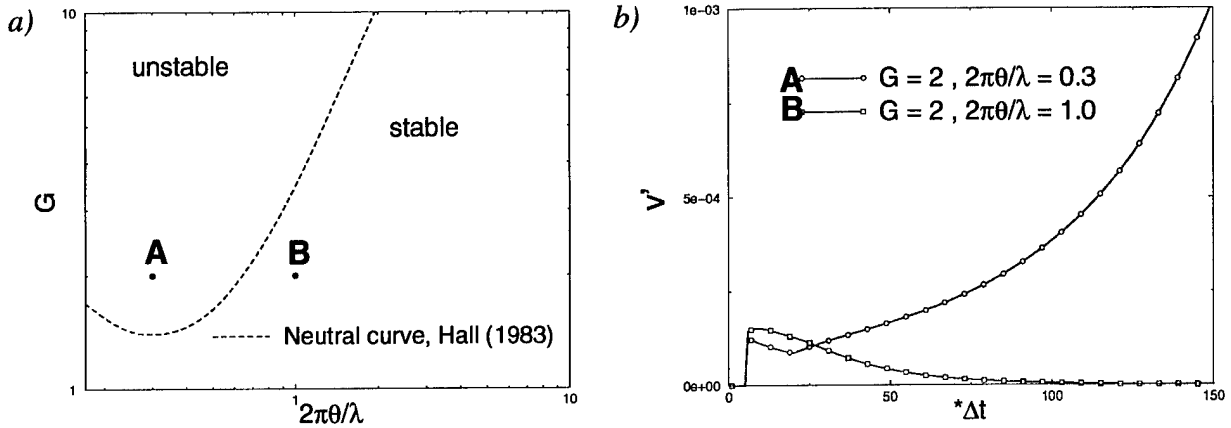 a)
10
unstable
stable
G
A
B
Neutral curve, Hall (1983)
1
1
2πθ/λ
10
b)
1e−03
A G = 2 , 2πθ/λ = 0.3
B G = 2 , 2πθ/λ = 1.0
v'
5e−04
0e+00
0
50
100
150
*Δt